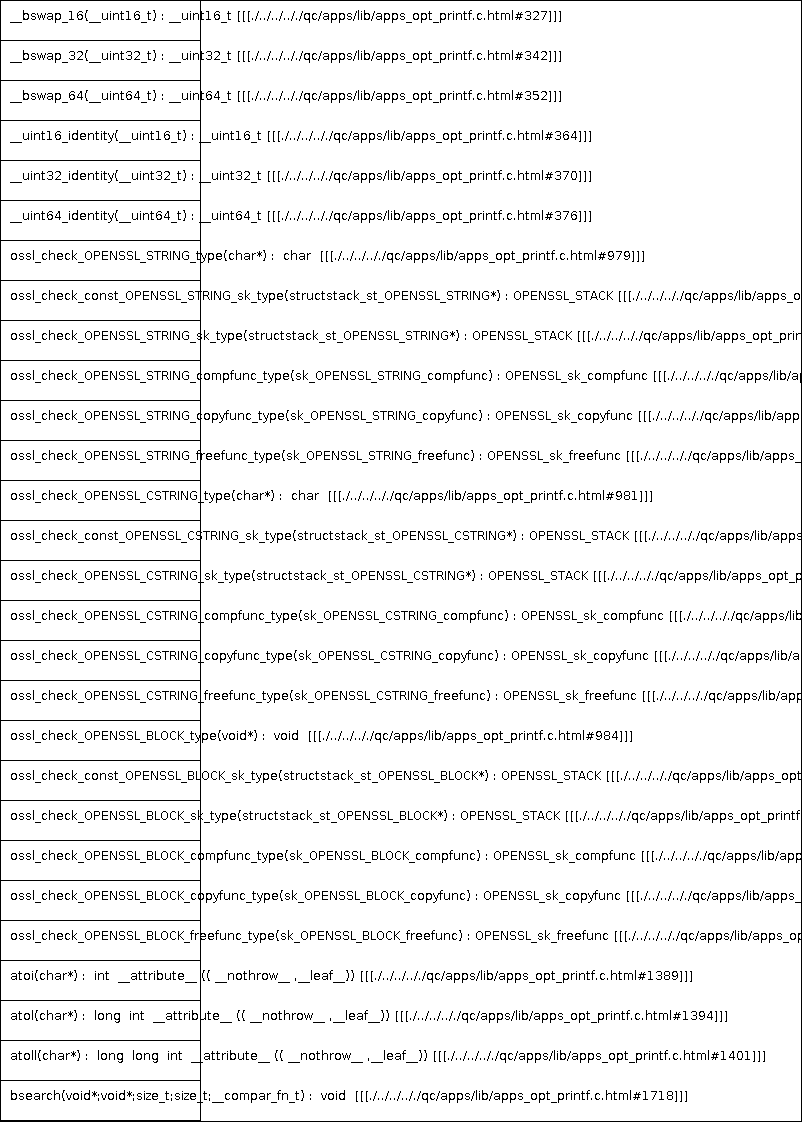 __bswap_16(__uint16_t) : __uint16_t [[[./../../../../qc/apps/lib/apps_opt_printf.c.html#327]]]
__bswap_32(__uint32_t) : __uint32_t [[[./../../../../qc/apps/lib/apps_opt_printf.c.html#342]]]
__bswap_64(__uint64_t) : __uint64_t [[[./../../../../qc/apps/lib/apps_opt_printf.c.html#352]]]
__uint16_identity(__uint16_t) : __uint16_t [[[./../../../../qc/apps/lib/apps_opt_printf.c.html#364]]]
__uint32_identity(__uint32_t) : __uint32_t [[[./../../../../qc/apps/lib/apps_opt_printf.c.html#370]]]
__uint64_identity(__uint64_t) : __uint64_t [[[./../../../../qc/apps/lib/apps_opt_printf.c.html#376]]]
ossl_check_OPENSSL_STRING_type(char*) : char [[[./../../../../qc/apps/lib/apps_opt_printf.c.html#979]]]
ossl_check_const_OPENSSL_STRING_sk_type(structstack_st_OPENSSL_STRING*) : OPENSSL_STACK [[[./../../../../qc/apps/lib/apps_o
ossl_check_OPENSSL_STRING_sk_type(structstack_st_OPENSSL_STRING*) : OPENSSL_STACK [[[./../../../../qc/apps/lib/apps_opt_prin
ossl_check_OPENSSL_STRING_compfunc_type(sk_OPENSSL_STRING_compfunc) : OPENSSL_sk_compfunc [[[./../../../../qc/apps/lib/a
ossl_check_OPENSSL_STRING_copyfunc_type(sk_OPENSSL_STRING_copyfunc) : OPENSSL_sk_copyfunc [[[./../../../../qc/apps/lib/app
ossl_check_OPENSSL_STRING_freefunc_type(sk_OPENSSL_STRING_freefunc) : OPENSSL_sk_freefunc [[[./../../../../qc/apps/lib/apps_
ossl_check_OPENSSL_CSTRING_type(char*) : char [[[./../../../../qc/apps/lib/apps_opt_printf.c.html#981]]]
ossl_check_const_OPENSSL_CSTRING_sk_type(structstack_st_OPENSSL_CSTRING*) : OPENSSL_STACK [[[./../../../../qc/apps/lib/apps
ossl_check_OPENSSL_CSTRING_sk_type(structstack_st_OPENSSL_CSTRING*) : OPENSSL_STACK [[[./../../../../qc/apps/lib/apps_opt_p
ossl_check_OPENSSL_CSTRING_compfunc_type(sk_OPENSSL_CSTRING_compfunc) : OPENSSL_sk_compfunc [[[./../../../../qc/apps/lib
ossl_check_OPENSSL_CSTRING_copyfunc_type(sk_OPENSSL_CSTRING_copyfunc) : OPENSSL_sk_copyfunc [[[./../../../../qc/apps/lib/a
ossl_check_OPENSSL_CSTRING_freefunc_type(sk_OPENSSL_CSTRING_freefunc) : OPENSSL_sk_freefunc [[[./../../../../qc/apps/lib/app
ossl_check_OPENSSL_BLOCK_type(void*) : void [[[./../../../../qc/apps/lib/apps_opt_printf.c.html#984]]]
ossl_check_const_OPENSSL_BLOCK_sk_type(structstack_st_OPENSSL_BLOCK*) : OPENSSL_STACK [[[./../../../../qc/apps/lib/apps_opt
ossl_check_OPENSSL_BLOCK_sk_type(structstack_st_OPENSSL_BLOCK*) : OPENSSL_STACK [[[./../../../../qc/apps/lib/apps_opt_printf
ossl_check_OPENSSL_BLOCK_compfunc_type(sk_OPENSSL_BLOCK_compfunc) : OPENSSL_sk_compfunc [[[./../../../../qc/apps/lib/app
ossl_check_OPENSSL_BLOCK_copyfunc_type(sk_OPENSSL_BLOCK_copyfunc) : OPENSSL_sk_copyfunc [[[./../../../../qc/apps/lib/apps_
ossl_check_OPENSSL_BLOCK_freefunc_type(sk_OPENSSL_BLOCK_freefunc) : OPENSSL_sk_freefunc [[[./../../../../qc/apps/lib/apps_op
atoi(char*) : int __attribute__ (( __nothrow__ ,__leaf__)) [[[./../../../../qc/apps/lib/apps_opt_printf.c.html#1389]]]
atol(char*) : long int __attribute__ (( __nothrow__ ,__leaf__)) [[[./../../../../qc/apps/lib/apps_opt_printf.c.html#1394]]]
atoll(char*) : long long int __attribute__ (( __nothrow__ ,__leaf__)) [[[./../../../../qc/apps/lib/apps_opt_printf.c.html#1401]]]
bsearch(void*;void*;size_t;size_t;__compar_fn_t) : void [[[./../../../../qc/apps/lib/apps_opt_printf.c.html#1718]]]